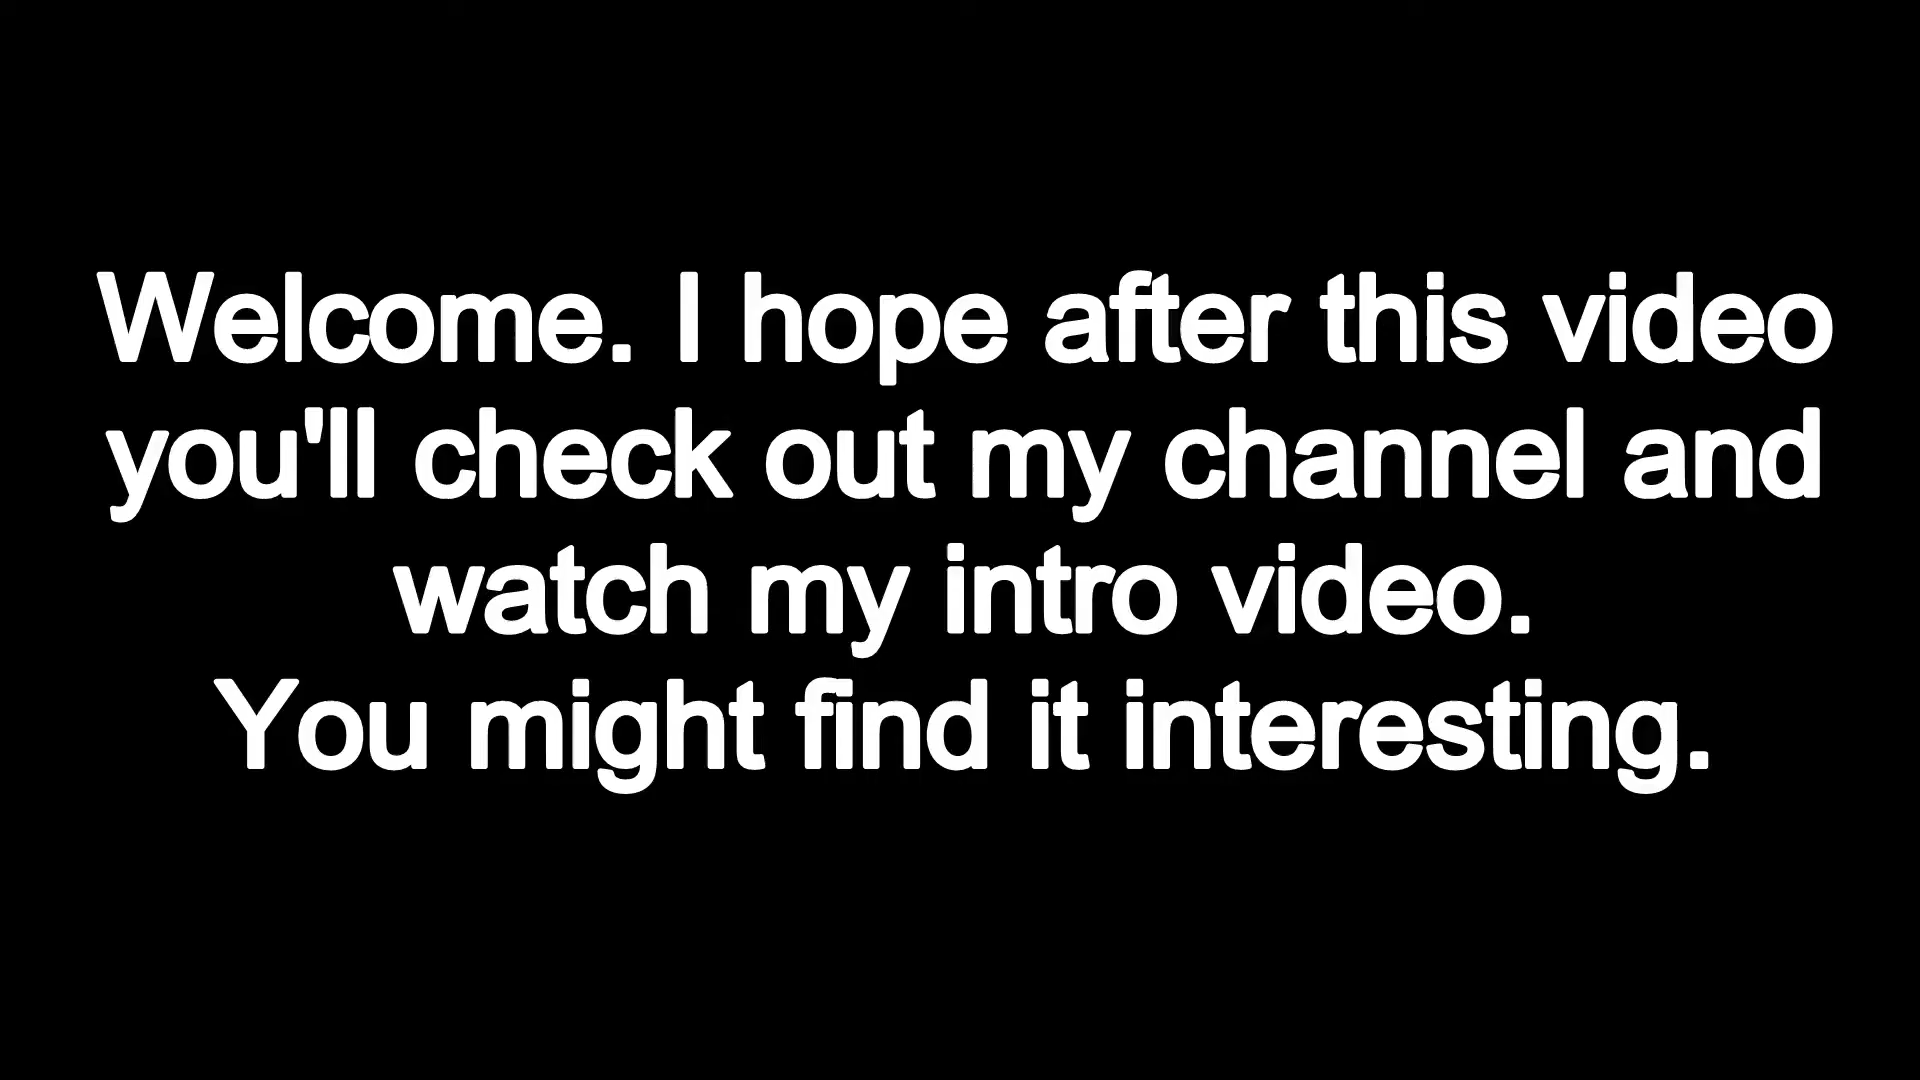 Welcome. I hope after this video
you'll check out my channel and
watch my intro video.
You might find it interesting.